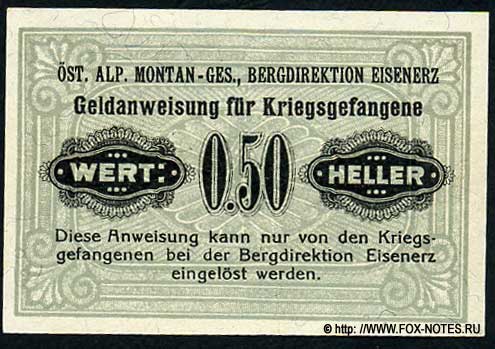 ÖST. ALP. MONTAN-GES., BERGDIREKTION EISENERZ
Geldanweisung für Kriegsgefangene
WERT: 0.50 HELLER
Diese Anweisung kann nur von den Kriegs-
gefangenen bei der Bergdirektion Eisenerz
eingelöst werden.
© http://www.FOX-NOTES.RU